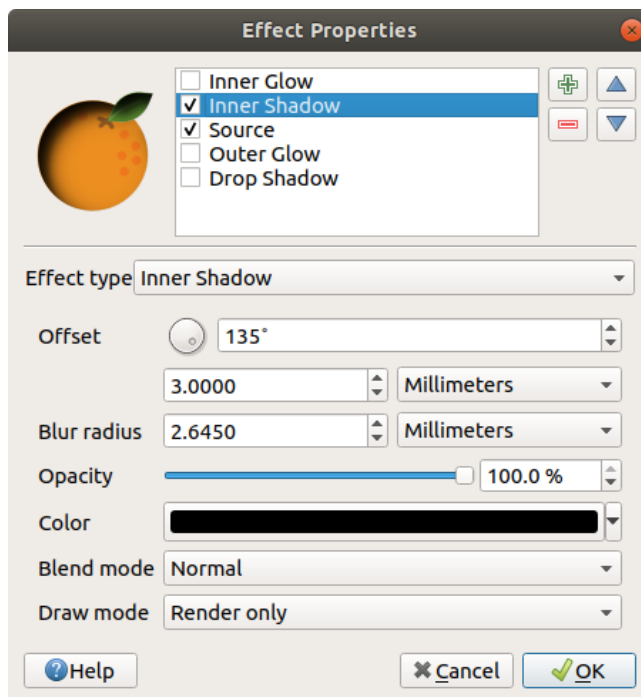 Effect Properties
Inner Glow
Inner Shadow
Source
Outer Glow
Drop Shadow
Effect type Inner Shadow
Offset 135°
3.0000 Millimeters
Blur radius 2.6450 Millimeters
Opacity 100.0 %
Color
Blend mode Normal
Draw mode Render only
Help Cancel OK